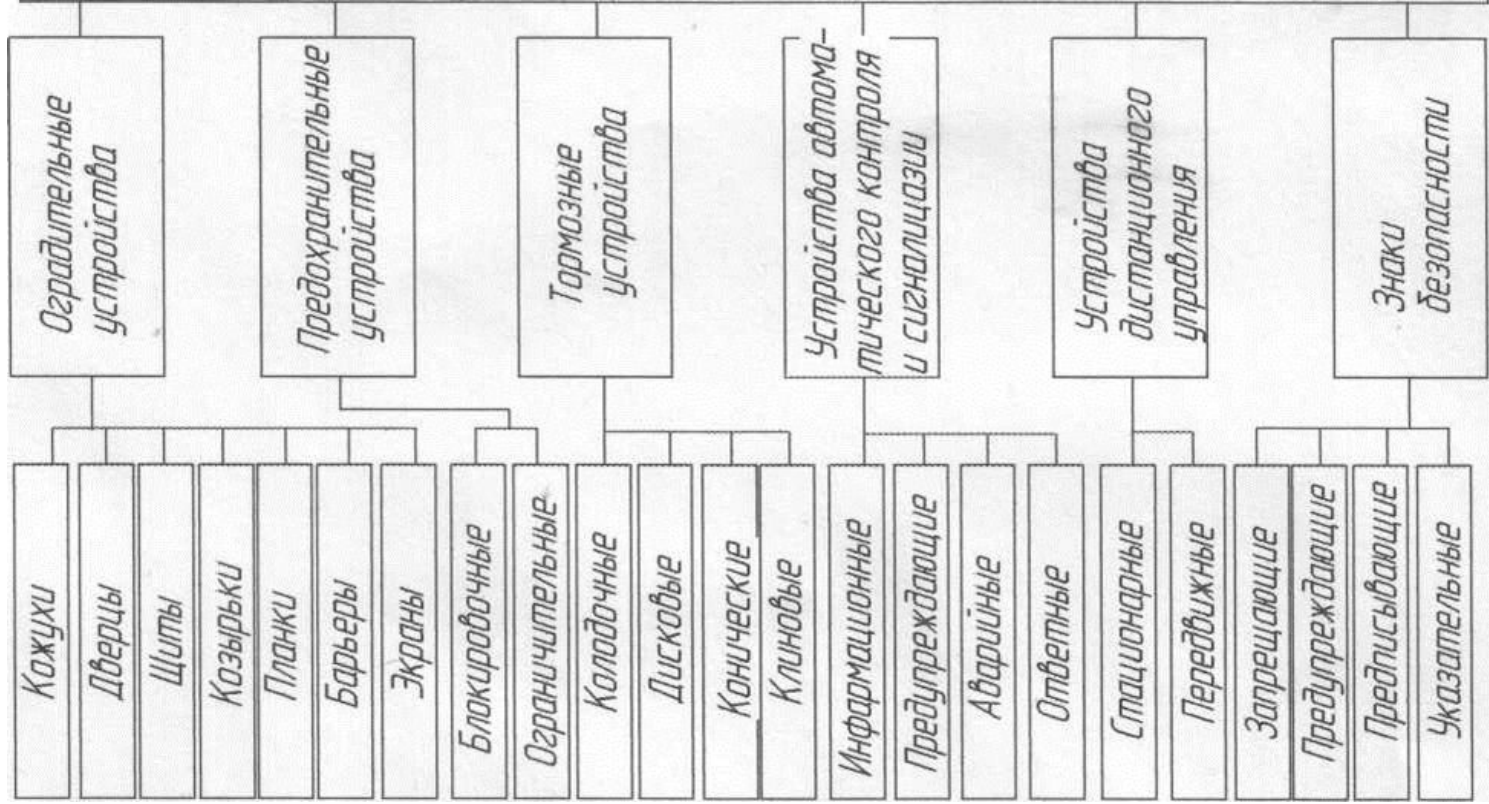 Оградительные
устройства
Кожухи
Дверцы
Щиты
Козырьки
Планки
Барьеры
Экраны
Предохранительные
устройства
Блокировочные
Ограничительные
Тормозные
устройства
Колодочные
Дисковые
Конические
Клиновые
Устройства автома-
тического контроля
и сигнализации
Инфармационные
Предупреждающие
Аварийные
Ответные
Устройства
дистанционного
управления
Стационарные
Передвижные
Знаки
безопасности
Запрещающие
Предупреждающие
Предписывающие
Указательные